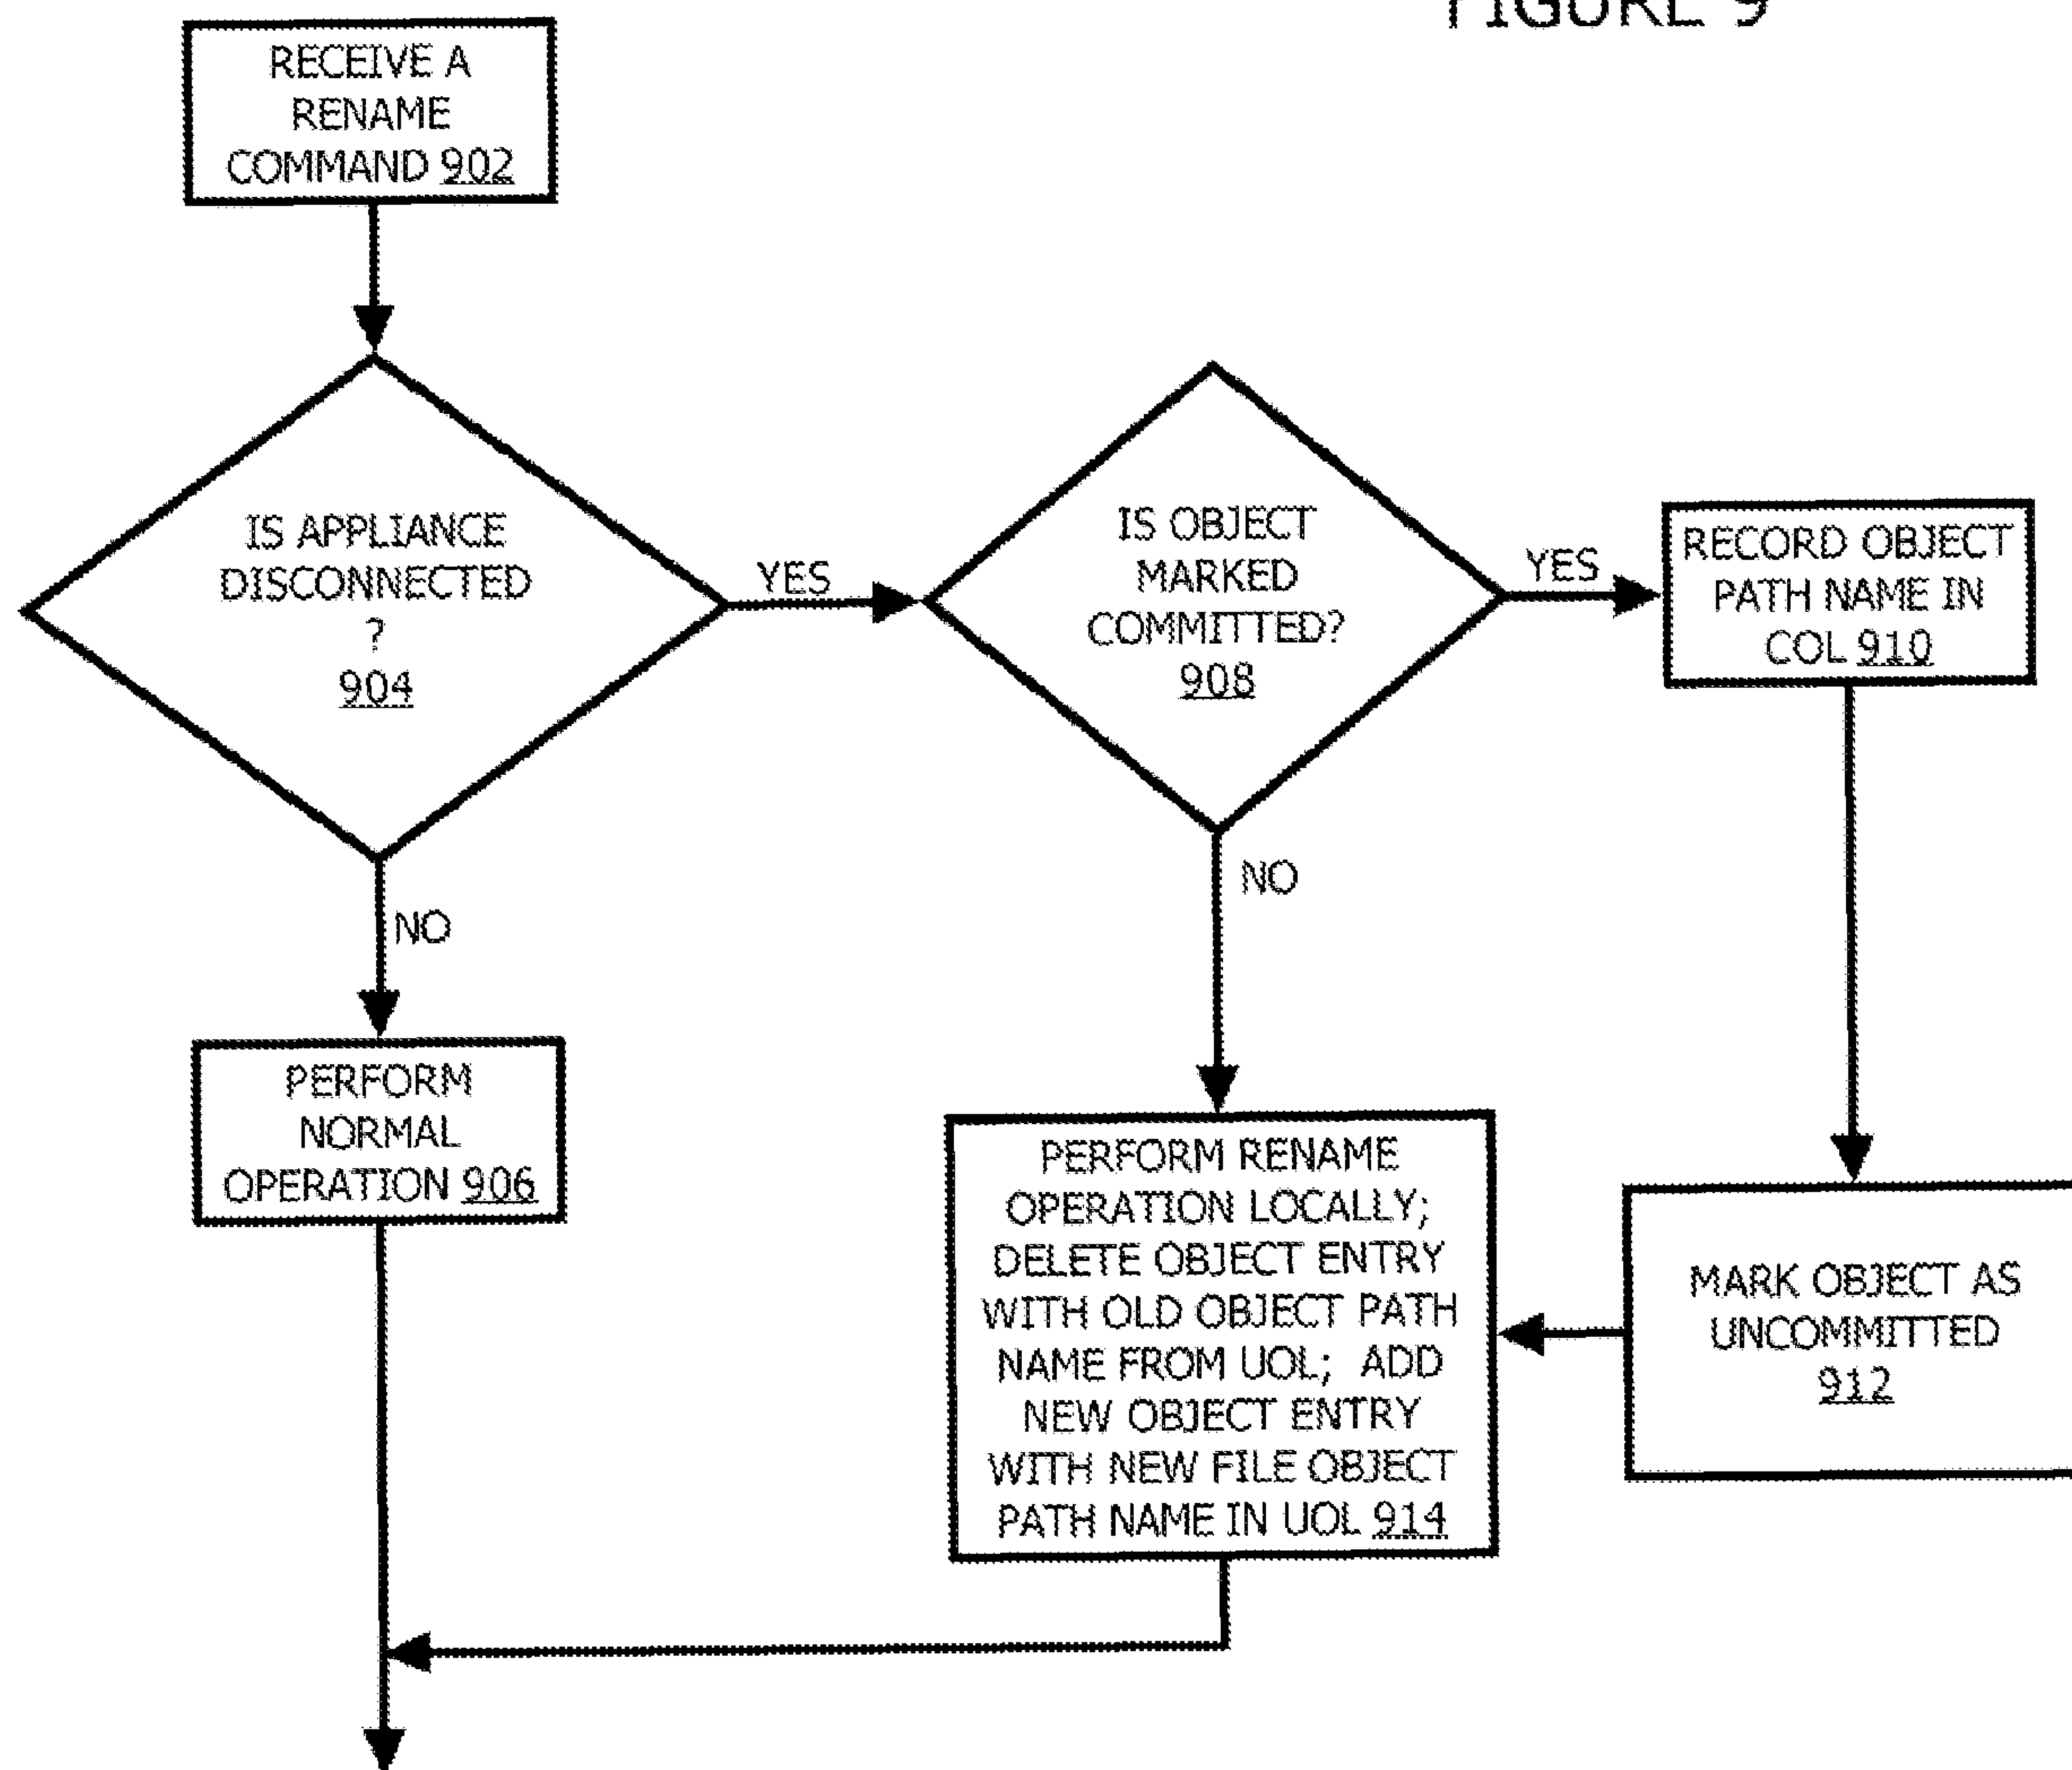 FIGURE 9
RECEIVE A
RENAME
COMMAND 902
IS APPLIANCE
DISCONNECTED
?
904
YES
IS OBJECT
MARKED
COMMITTED?
908
YES
RECORD OBJECT
PATH NAME IN
COL 910
NO
NO
PERFORM
NORMAL
OPERATION 906
PERFORM RENAME
OPERATION LOCALLY;
DELETE OBJECT ENTRY
WITH OLD OBJECT PATH
NAME FROM UOL; ADD
NEW OBJECT ENTRY
WITH NEW FILE OBJECT
PATH NAME IN UOL 914
MARK OBJECT AS
UNCOMMITTED
912